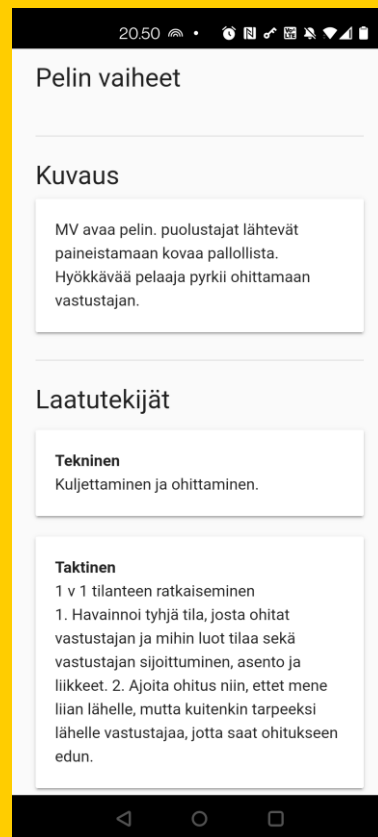 20.50
Pelin vaiheet
Kuvaus
MV avaa pelin. puolustajat lähtevät
paineistamaan kovaa pallollista.
Hyökkävää pelaaja pyrkii ohittamaan
vastustajan.
Laatutekijät
Tekninen
Kuljettaminen ja ohittaminen.
Taktinen
1 v 1 tilanteen ratkaiseminen
1. Havainnoi tyhjä tila, josta ohitat
vastustajan ja mihin luot tilaa sekä
vastustajan sijoittuminen, asento ja
liikkeet. 2. Ajoita ohitus niin, ettet mene
liian lähelle, mutta kuitenkin tarpeeksi
lähelle vastustajaa, jotta saat ohitukseen
edun.